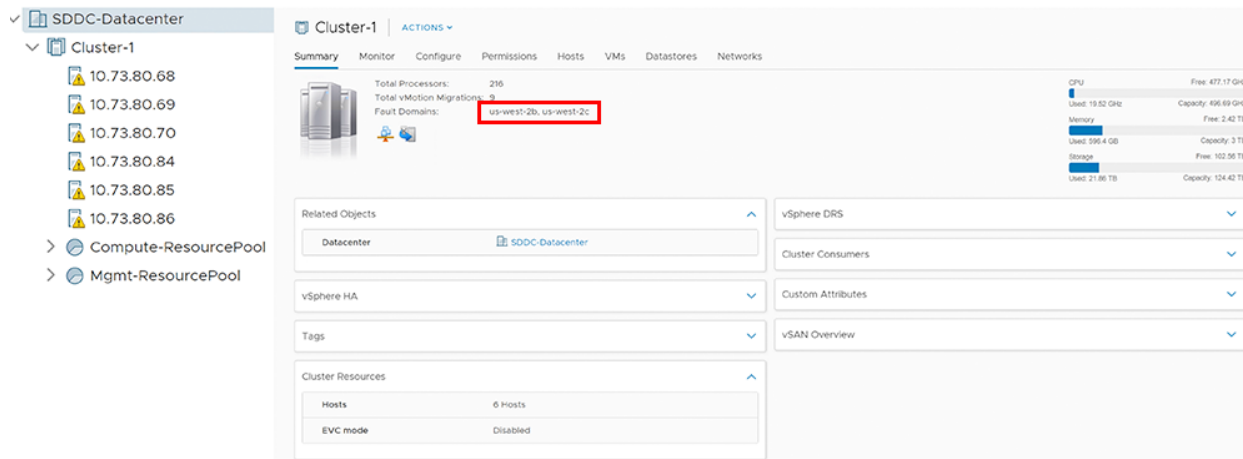 SDDC-Datacenter
Cluster-1
10.73.80.68
10.73.80.69
10.73.80.70
10.73.80.84
10.73.80.85
10.73.80.86
Compute-ResourcePool
Mgmt-ResourcePool
Cluster-1 ACTIONS
Summary Monitor Configure Permissions Hosts VMs Datastores Networks
Total Processors: 216
Total vMotion Migrations: 9
Fault Domains: us-west-2b, us-west-2c
CPU Free: 477.17 GH
Used: 19.52 GHz Capacity: 496.69 GH
Memory Free: 2.42 T
Used: 596.4 GB Capacity: 3 T
Storage Free: 102.56 T
Used: 21.86 TB Capacity: 124.42 T
Related Objects
Datacenter SDDC-Datacenter
vSphere HA
Tags
Cluster Resources
Hosts 6 Hosts
EVC mode Disabled
vSphere DRS
Cluster Consumers
Custom Attributes
vSAN Overview